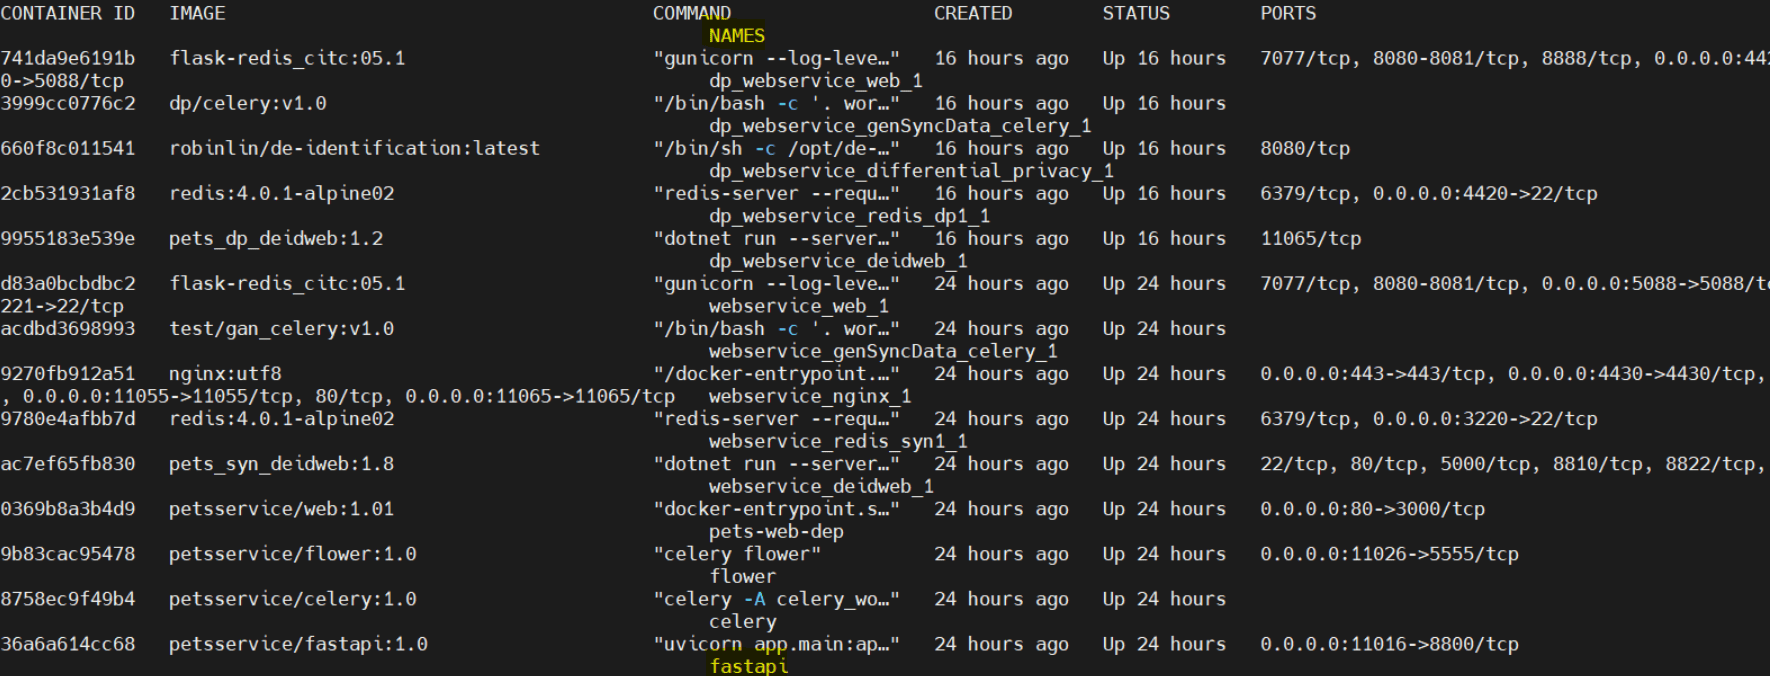 CONTAINER ID   IMAGE   COMMAND   CREATED   STATUS   PORTS
NAMES
741da9e6191b   flask-redis_citc:05.1   "gunicorn --log-leve…"   16 hours ago   Up 16 hours   7077/tcp, 8080-8081/tcp, 8888/tcp, 0.0.0.0:442
0->5088/tcp   dp_webservice_web_1
3999cc0776c2   dp/celery:v1.0   "/bin/bash -c '. wor…"   16 hours ago   Up 16 hours
dp_webservice_genSyncData_celery_1
660f8c011541   robinlin/de-identification:latest   "/bin/sh -c /opt/de-…"   16 hours ago   Up 16 hours   8080/tcp
dp_webservice_differential_privacy_1
2cb531931af8   redis:4.0.1-alpine02   "redis-server --requ…"   16 hours ago   Up 16 hours   6379/tcp, 0.0.0.0:4420->22/tcp
dp_webservice_redis_dp1_1
9955183e539e   pets_dp_deidweb:1.2   "dotnet run --server…"   16 hours ago   Up 16 hours   11065/tcp
dp_webservice_deidweb_1
d83a0bcbdbc2   flask-redis_citc:05.1   "gunicorn --log-leve…"   24 hours ago   Up 24 hours   7077/tcp, 8080-8081/tcp, 0.0.0.0:5088->5088/tc
221->22/tcp   webservice_web_1
acdbd3698993   test/gan_celery:v1.0   "/bin/bash -c '. wor…"   24 hours ago   Up 24 hours
webservice_genSyncData_celery_1
9270fb912a51   nginx:utf8   "/docker-entrypoint.…"   24 hours ago   Up 24 hours   0.0.0.0:443->443/tcp, 0.0.0.0:4430->4430/tcp,
, 0.0.0.0:11055->11055/tcp, 80/tcp, 0.0.0.0:11065->11065/tcp   webservice_nginx_1
9780e4afbb7d   redis:4.0.1-alpine02   "redis-server --requ…"   24 hours ago   Up 24 hours   6379/tcp, 0.0.0.0:3220->22/tcp
webservice_redis_syn1_1
ac7ef65fb830   pets_syn_deidweb:1.8   "dotnet run --server…"   24 hours ago   Up 24 hours   22/tcp, 80/tcp, 5000/tcp, 8810/tcp, 8822/tcp,
webservice_deidweb_1
0369b8a3b4d9   petsservice/web:1.01   "docker-entrypoint.s…"   24 hours ago   Up 24 hours   0.0.0.0:80->3000/tcp
pets-web-dep
9b83cac95478   petsservice/flower:1.0   "celery flower"   24 hours ago   Up 24 hours   0.0.0.0:11026->5555/tcp
flower
8758ec9f49b4   petsservice/celery:1.0   "celery -A celery_wo…"   24 hours ago   Up 24 hours
celery
36a6a614cc68   petsservice/fastapi:1.0   "uvicorn app.main:ap…"   24 hours ago   Up 24 hours   0.0.0.0:11016->8800/tcp
fastapi